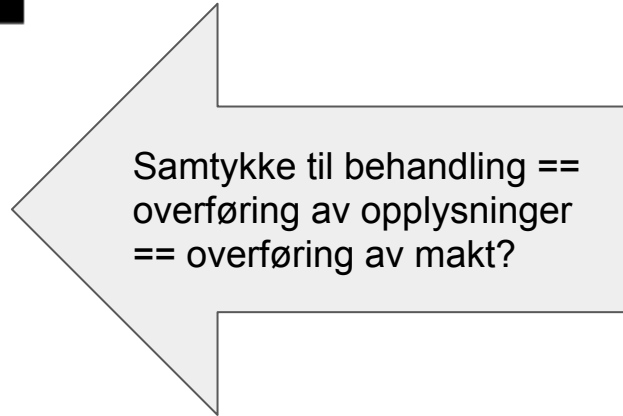 Samtykke til behandling ==
overføring av opplysninger
== overføring av makt?